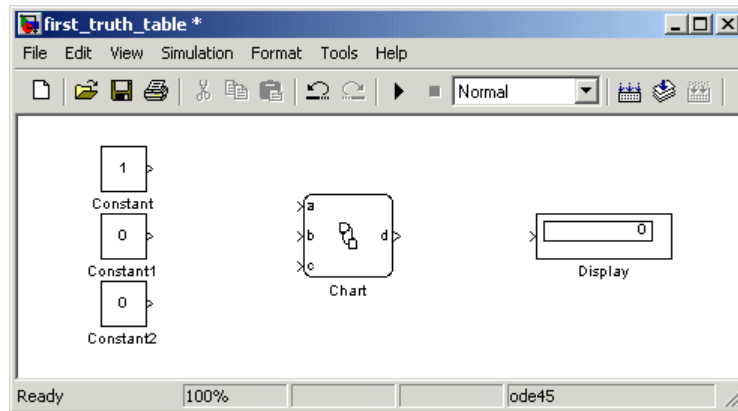 first_truth_table *
File Edit View Simulation Format Tools Help
Normal
1
Constant
0
Constant1
0
Constant2
a
b
c
d
Chart
0
Display
Ready 100% ode45